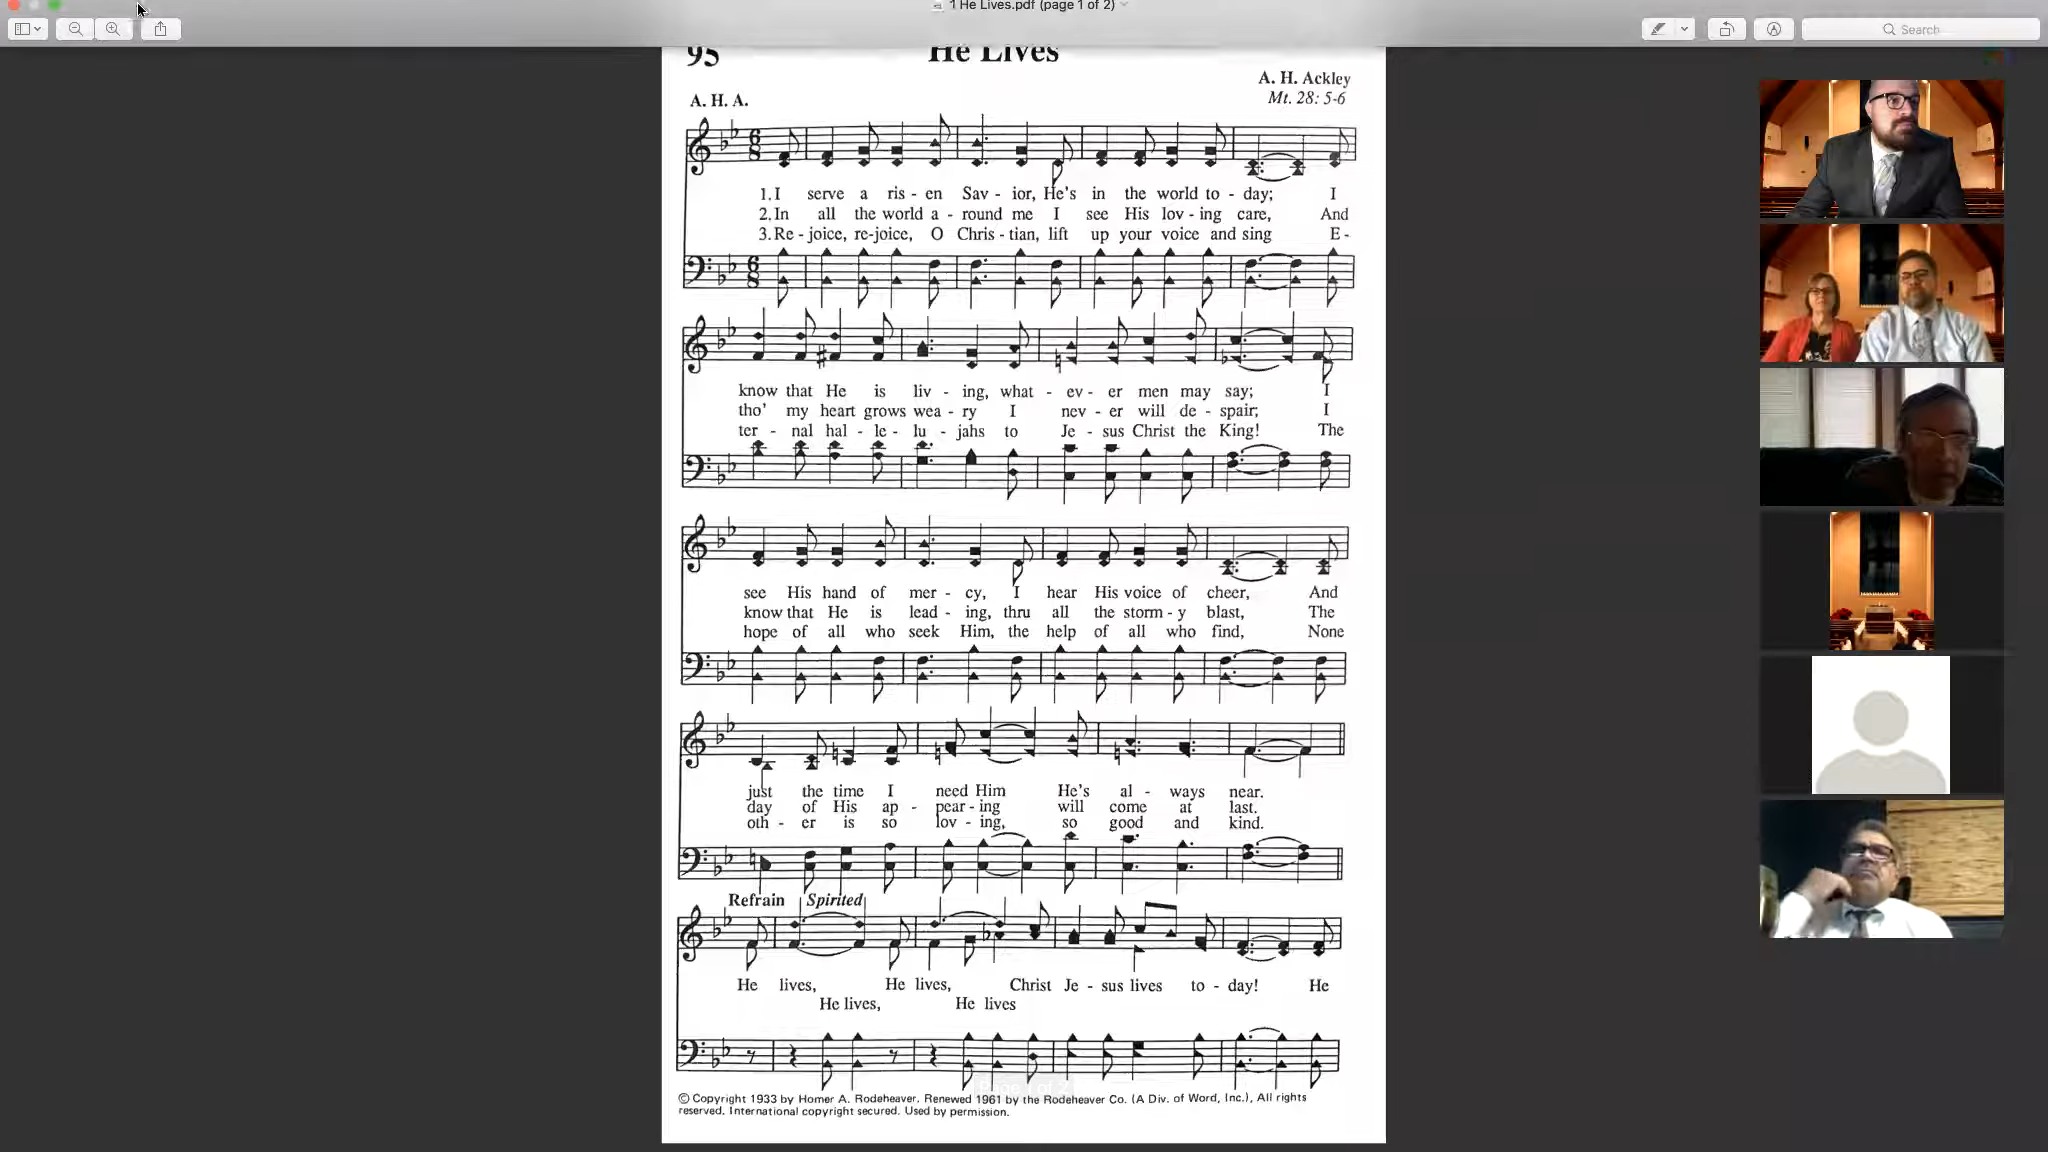 1 He Lives.pdf (page 1 of 2)
Search
95
He Lives
A. H. Ackley
A. H. A.
Mt. 28: 5-6
1. I serve a ris - en Sav - ior, He's in the world to - day; I
2. In all the world a - round me I see His lov - ing care, And
3. Re - joice, re-joice, O Chris - tian, lift up your voice and sing E -
know that He is liv - ing, what - ev - er men may say; I
tho' my heart grows wea - ry I nev - er will de - spair; I
ter - nal hal - le - lu - jahs to Je - sus Christ the King! The
see His hand of mer - cy, I hear His voice of cheer, And
know that He is lead - ing, thru all the storm - y blast, The
hope of all who seek Him, the help of all who find, None
just the time I need Him He's al - ways near.
day of His ap - pear - ing will come at last.
oth - er is so lov - ing, so good and kind.
Refrain Spirited
He lives, He lives, Christ Je - sus lives to - day! He
He lives, He lives
Page 1 of 2
© Copyright 1933 by Homer A. Rodeheaver. Renewed 1961 by the Rodeheaver Co. (A Div. of Word, Inc.), All rights
reserved. International copyright secured. Used by permission.